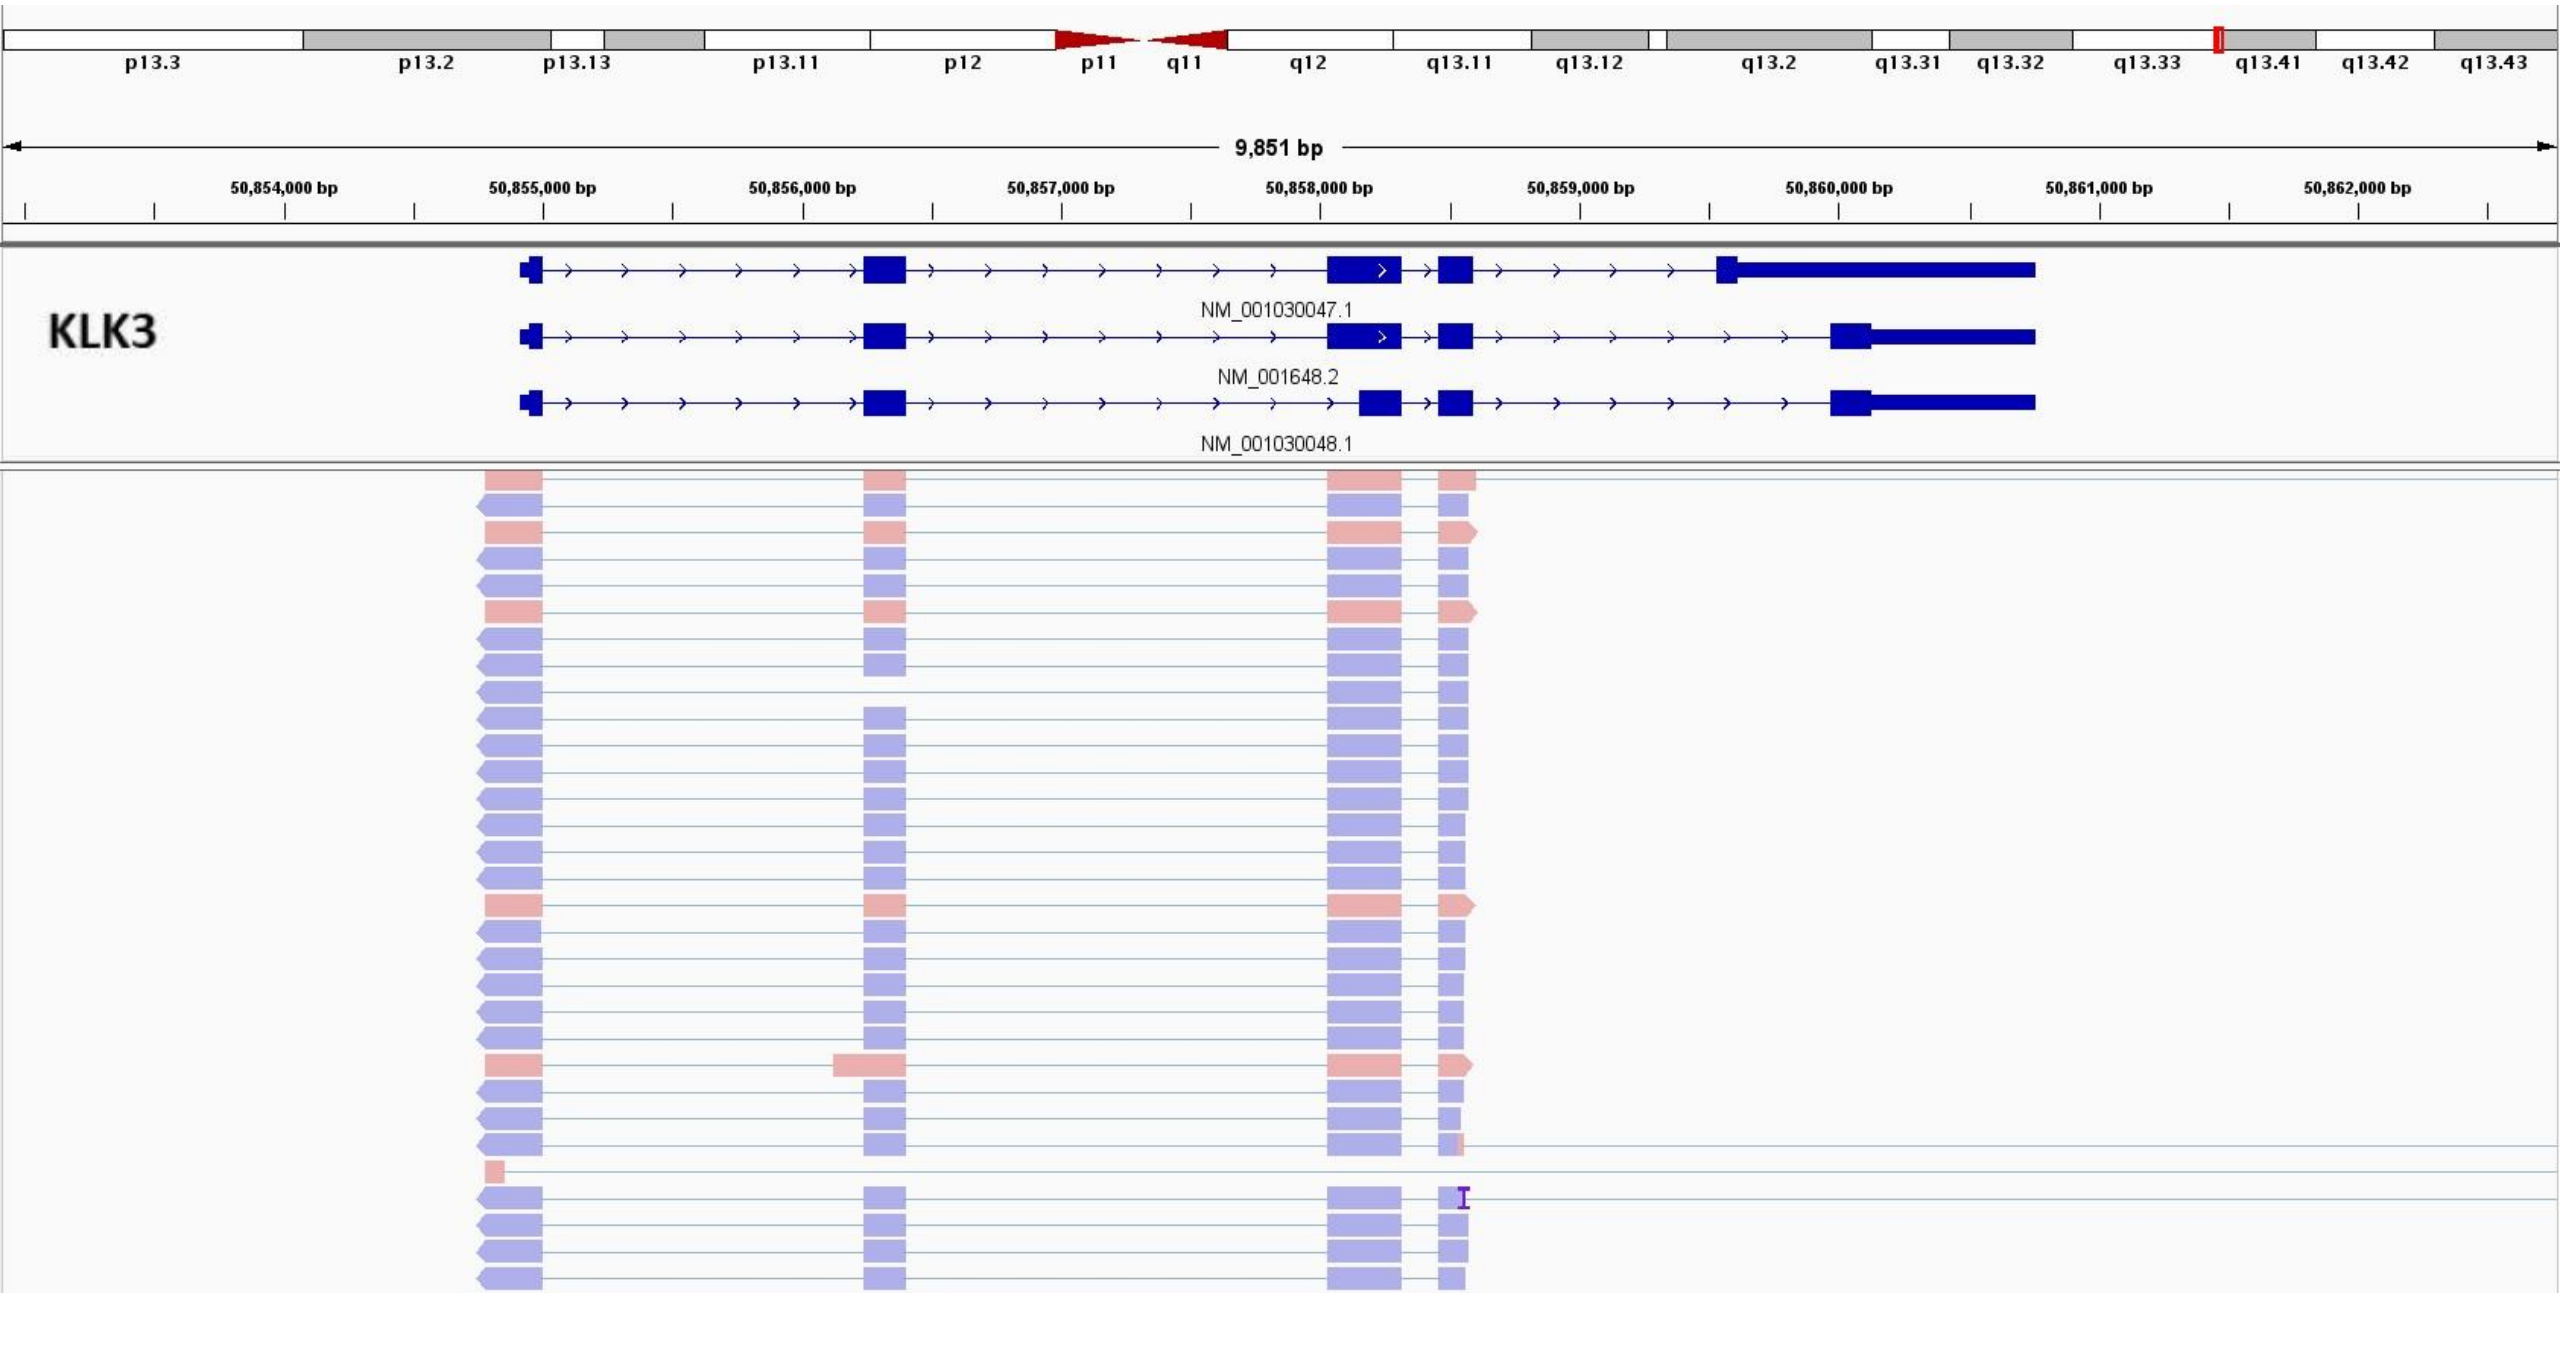 p13.3 p13.2 p13.13 p13.11 p12 p11 q11 q12 q13.11 q13.12 q13.2 q13.31 q13.32 q13.33 q13.41 q13.42 q13.43
9,851 bp
50,854,000 bp 50,855,000 bp 50,856,000 bp 50,857,000 bp 50,858,000 bp 50,859,000 bp 50,860,000 bp 50,861,000 bp 50,862,000 bp
NM_001030047.1
KLK3
NM_001648.2
NM_001030048.1